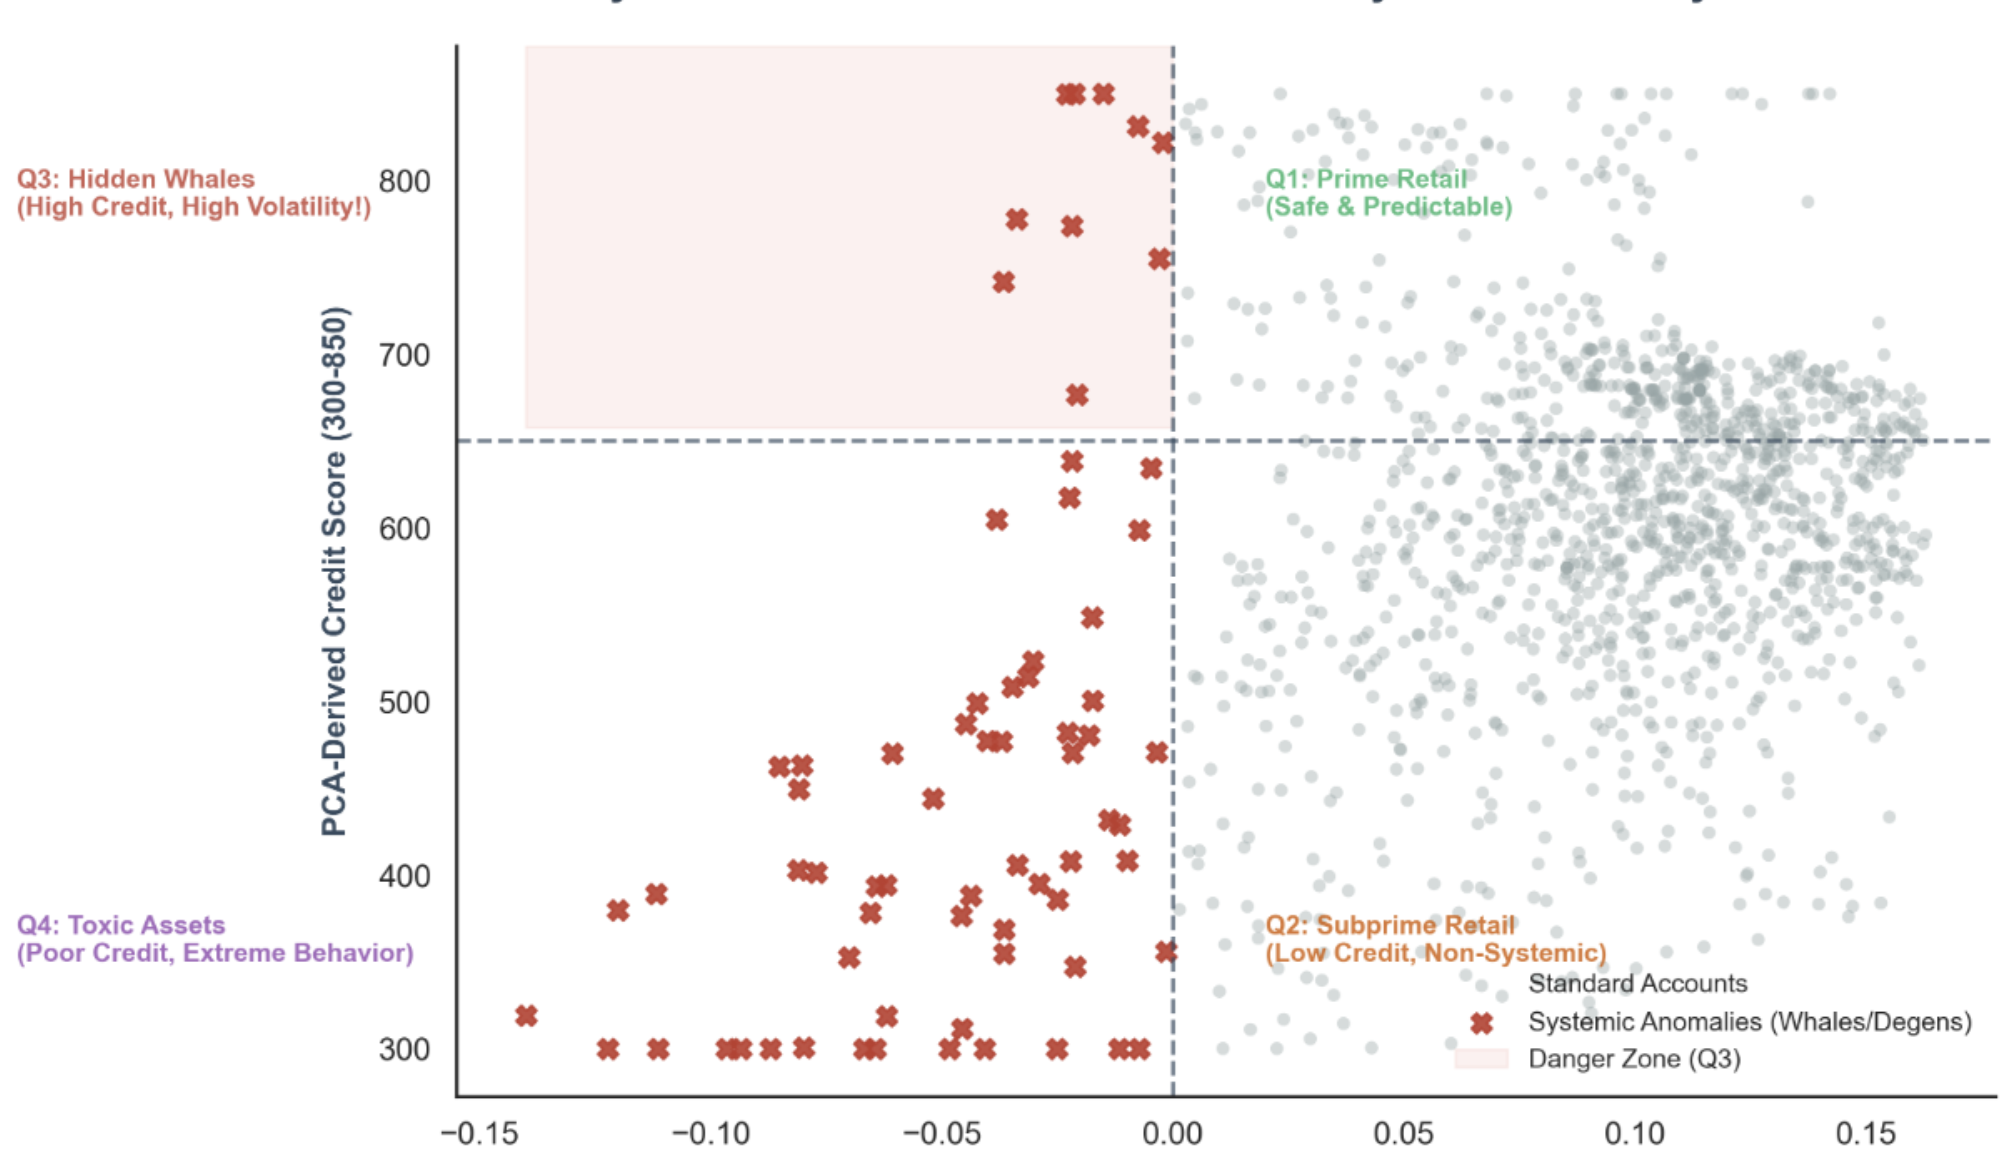 Q3: Hidden Whales
(High Credit, High Volatility!)
Q1: Prime Retail
(Safe & Predictable)
PCA-Derived Credit Score (300-850)
800
700
600
500
400
300
Q4: Toxic Assets
(Poor Credit, Extreme Behavior)
Q2: Subprime Retail
(Low Credit, Non-Systemic)
Standard Accounts
Systemic Anomalies (Whales/Degens)
Danger Zone (Q3)
−0.15
−0.10
−0.05
0.00
0.05
0.10
0.15